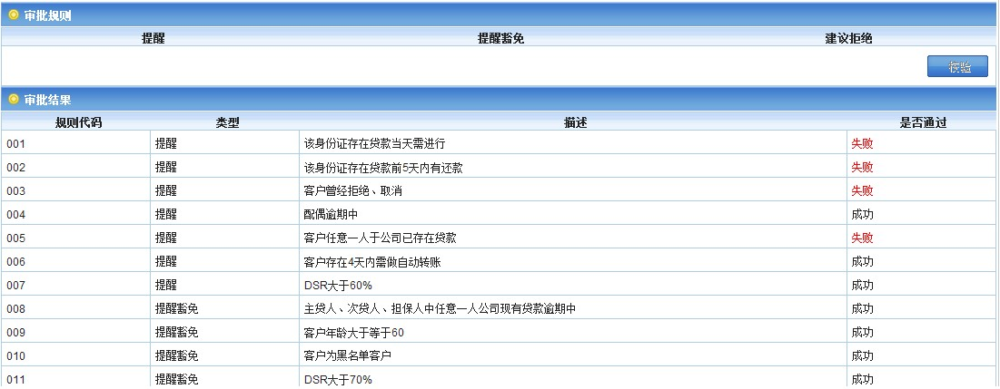 审批规则
提醒 提醒豁免 建议拒绝
校验
审批结果
规则代码 类型 描述 是否通过
001 提醒 该身份证存在贷款当天需进行 失败
002 提醒 该身份证存在贷款前5天内有还款 失败
003 提醒 客户曾经拒绝、取消 失败
004 提醒 配偶逾期中 成功
005 提醒 客户任意一人于公司已存在贷款 失败
006 提醒 客户存在4天内需做自动转账 成功
007 提醒 DSR大于60% 成功
008 提醒豁免 主贷人、次贷人、担保人中任意一人公司现有贷款逾期中 成功
009 提醒豁免 客户年龄大于等于60 成功
010 提醒豁免 客户为黑名单客户 成功
011 提醒豁免 DSR大于70% 成功